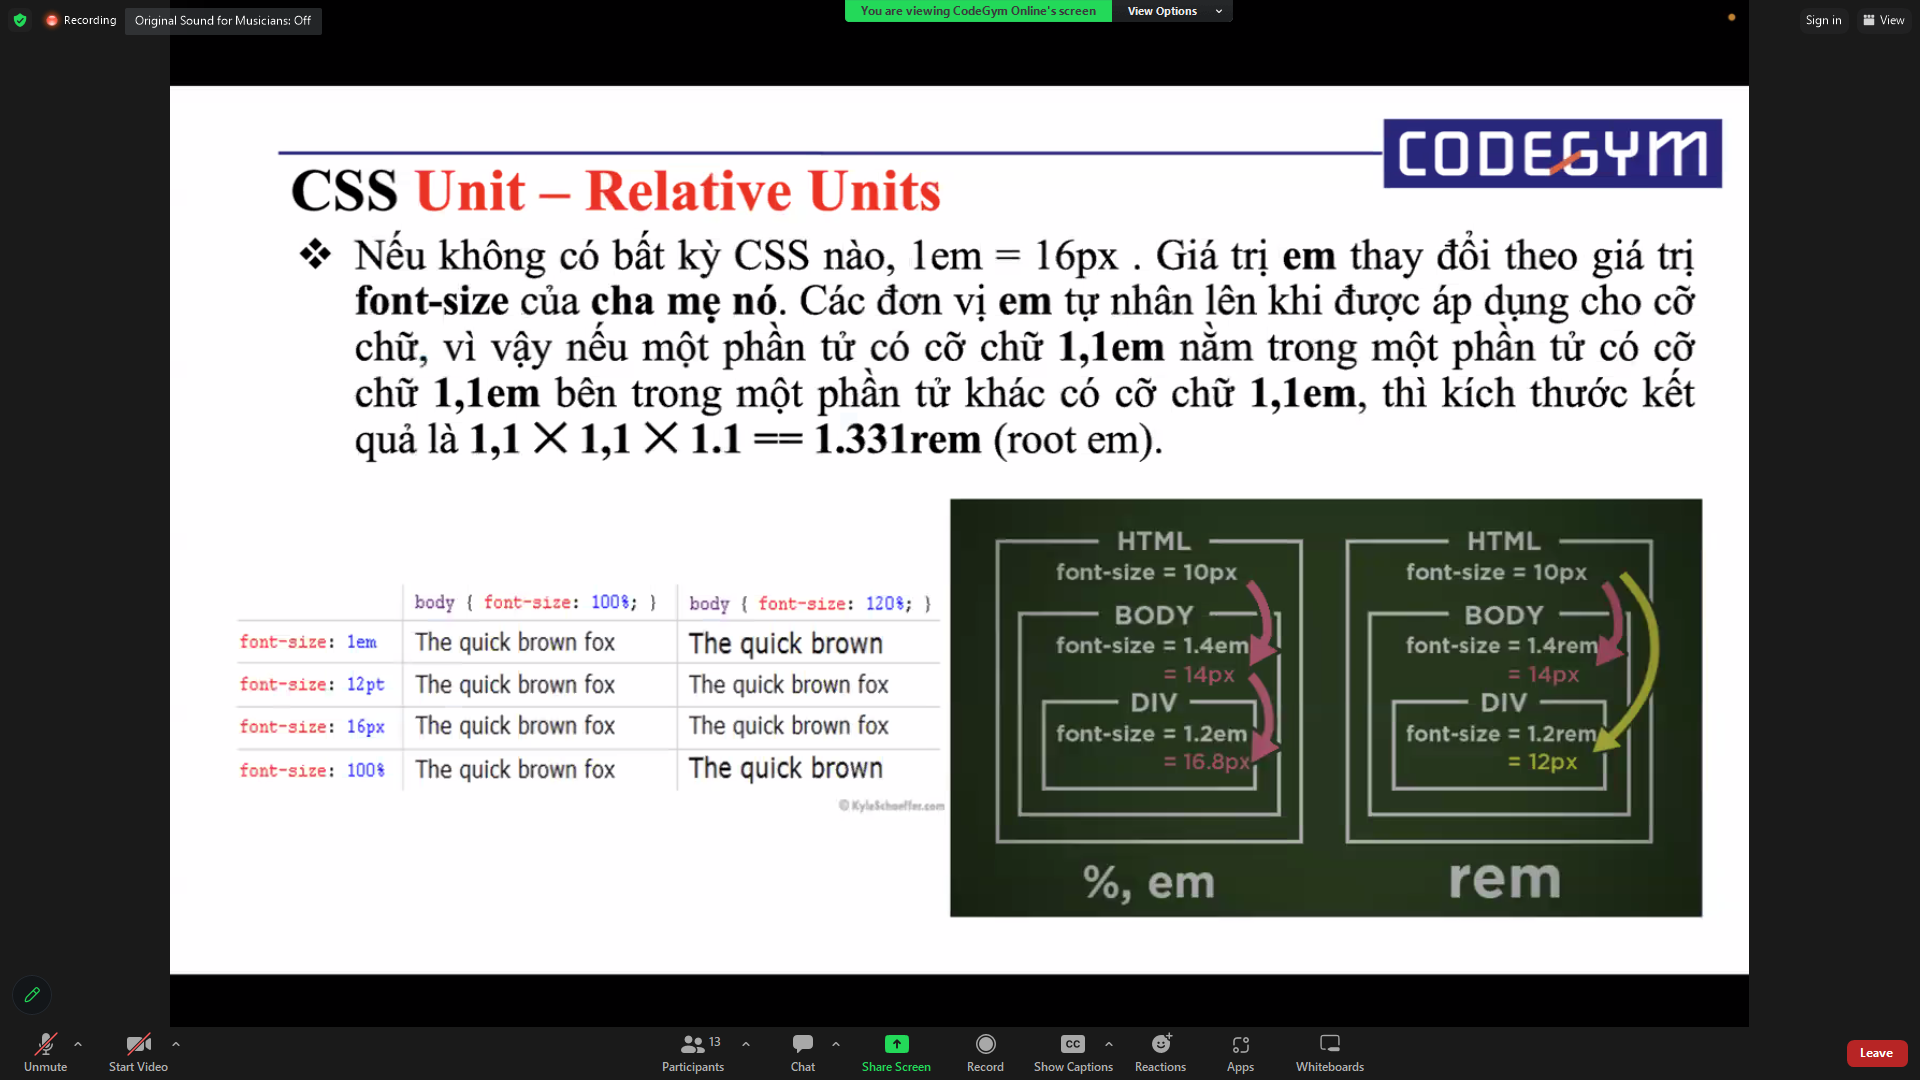 Recording
Original Sound for Musicians: Off
You are viewing CodeGym Online's screen
View Options
Sign in
View
CODEGYM
CSS Unit – Relative Units
❖ Nếu không có bất kỳ CSS nào, 1em = 16px . Giá trị em thay đổi theo giá trị
font-size của cha mẹ nó. Các đơn vị em tự nhân lên khi được áp dụng cho cỡ
chữ, vì vậy nếu một phần tử có cỡ chữ 1,1em nằm trong một phần tử có cỡ
chữ 1,1em bên trong một phần tử khác có cỡ chữ 1,1em, thì kích thước kết
quả là 1,1 ✕ 1,1 ✕ 1.1 == 1.331rem (root em).
body { font-size: 100%; } body { font-size: 120%; }
font-size: 1em The quick brown fox The quick brown
font-size: 12pt The quick brown fox The quick brown fox
font-size: 16px The quick brown fox The quick brown fox
font-size: 100% The quick brown fox The quick brown
© KyleSchaeffer.com
HTML
font-size = 10px
BODY
font-size = 1.4em
= 14px
DIV
font-size = 1.2em
= 16.8px
%, em
HTML
font-size = 10px
BODY
font-size = 1.4rem
= 14px
DIV
font-size = 1.2rem
= 12px
rem
Unmute
Start Video
13
Participants
Chat
Share Screen
Record
CC
Show Captions
Reactions
Apps
Whiteboards
Leave